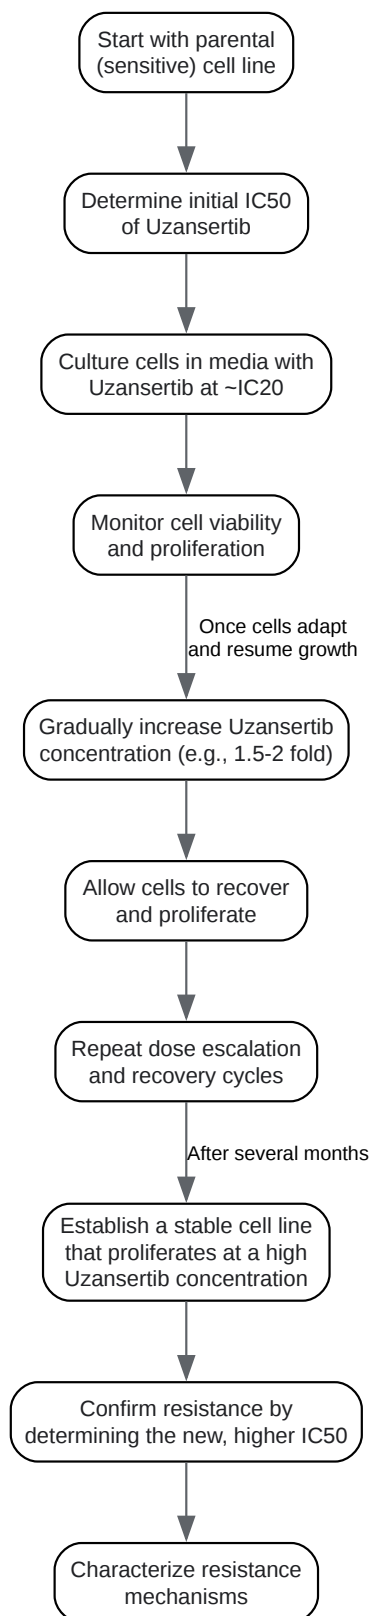 Start with parental
(sensitive) cell line
Determine initial IC50
of Uzansertib
Culture cells in media with
Uzansertib at ~IC20
Monitor cell viability
and proliferation
Once cells adapt
and resume growth
Gradually increase Uzansertib
concentration (e.g., 1.5-2 fold)
Allow cells to recover
and proliferate
Repeat dose escalation
and recovery cycles
After several months
Establish a stable cell line
that proliferates at a high
Uzansertib concentration
Confirm resistance by
determining the new, higher IC50
Characterize resistance
mechanisms